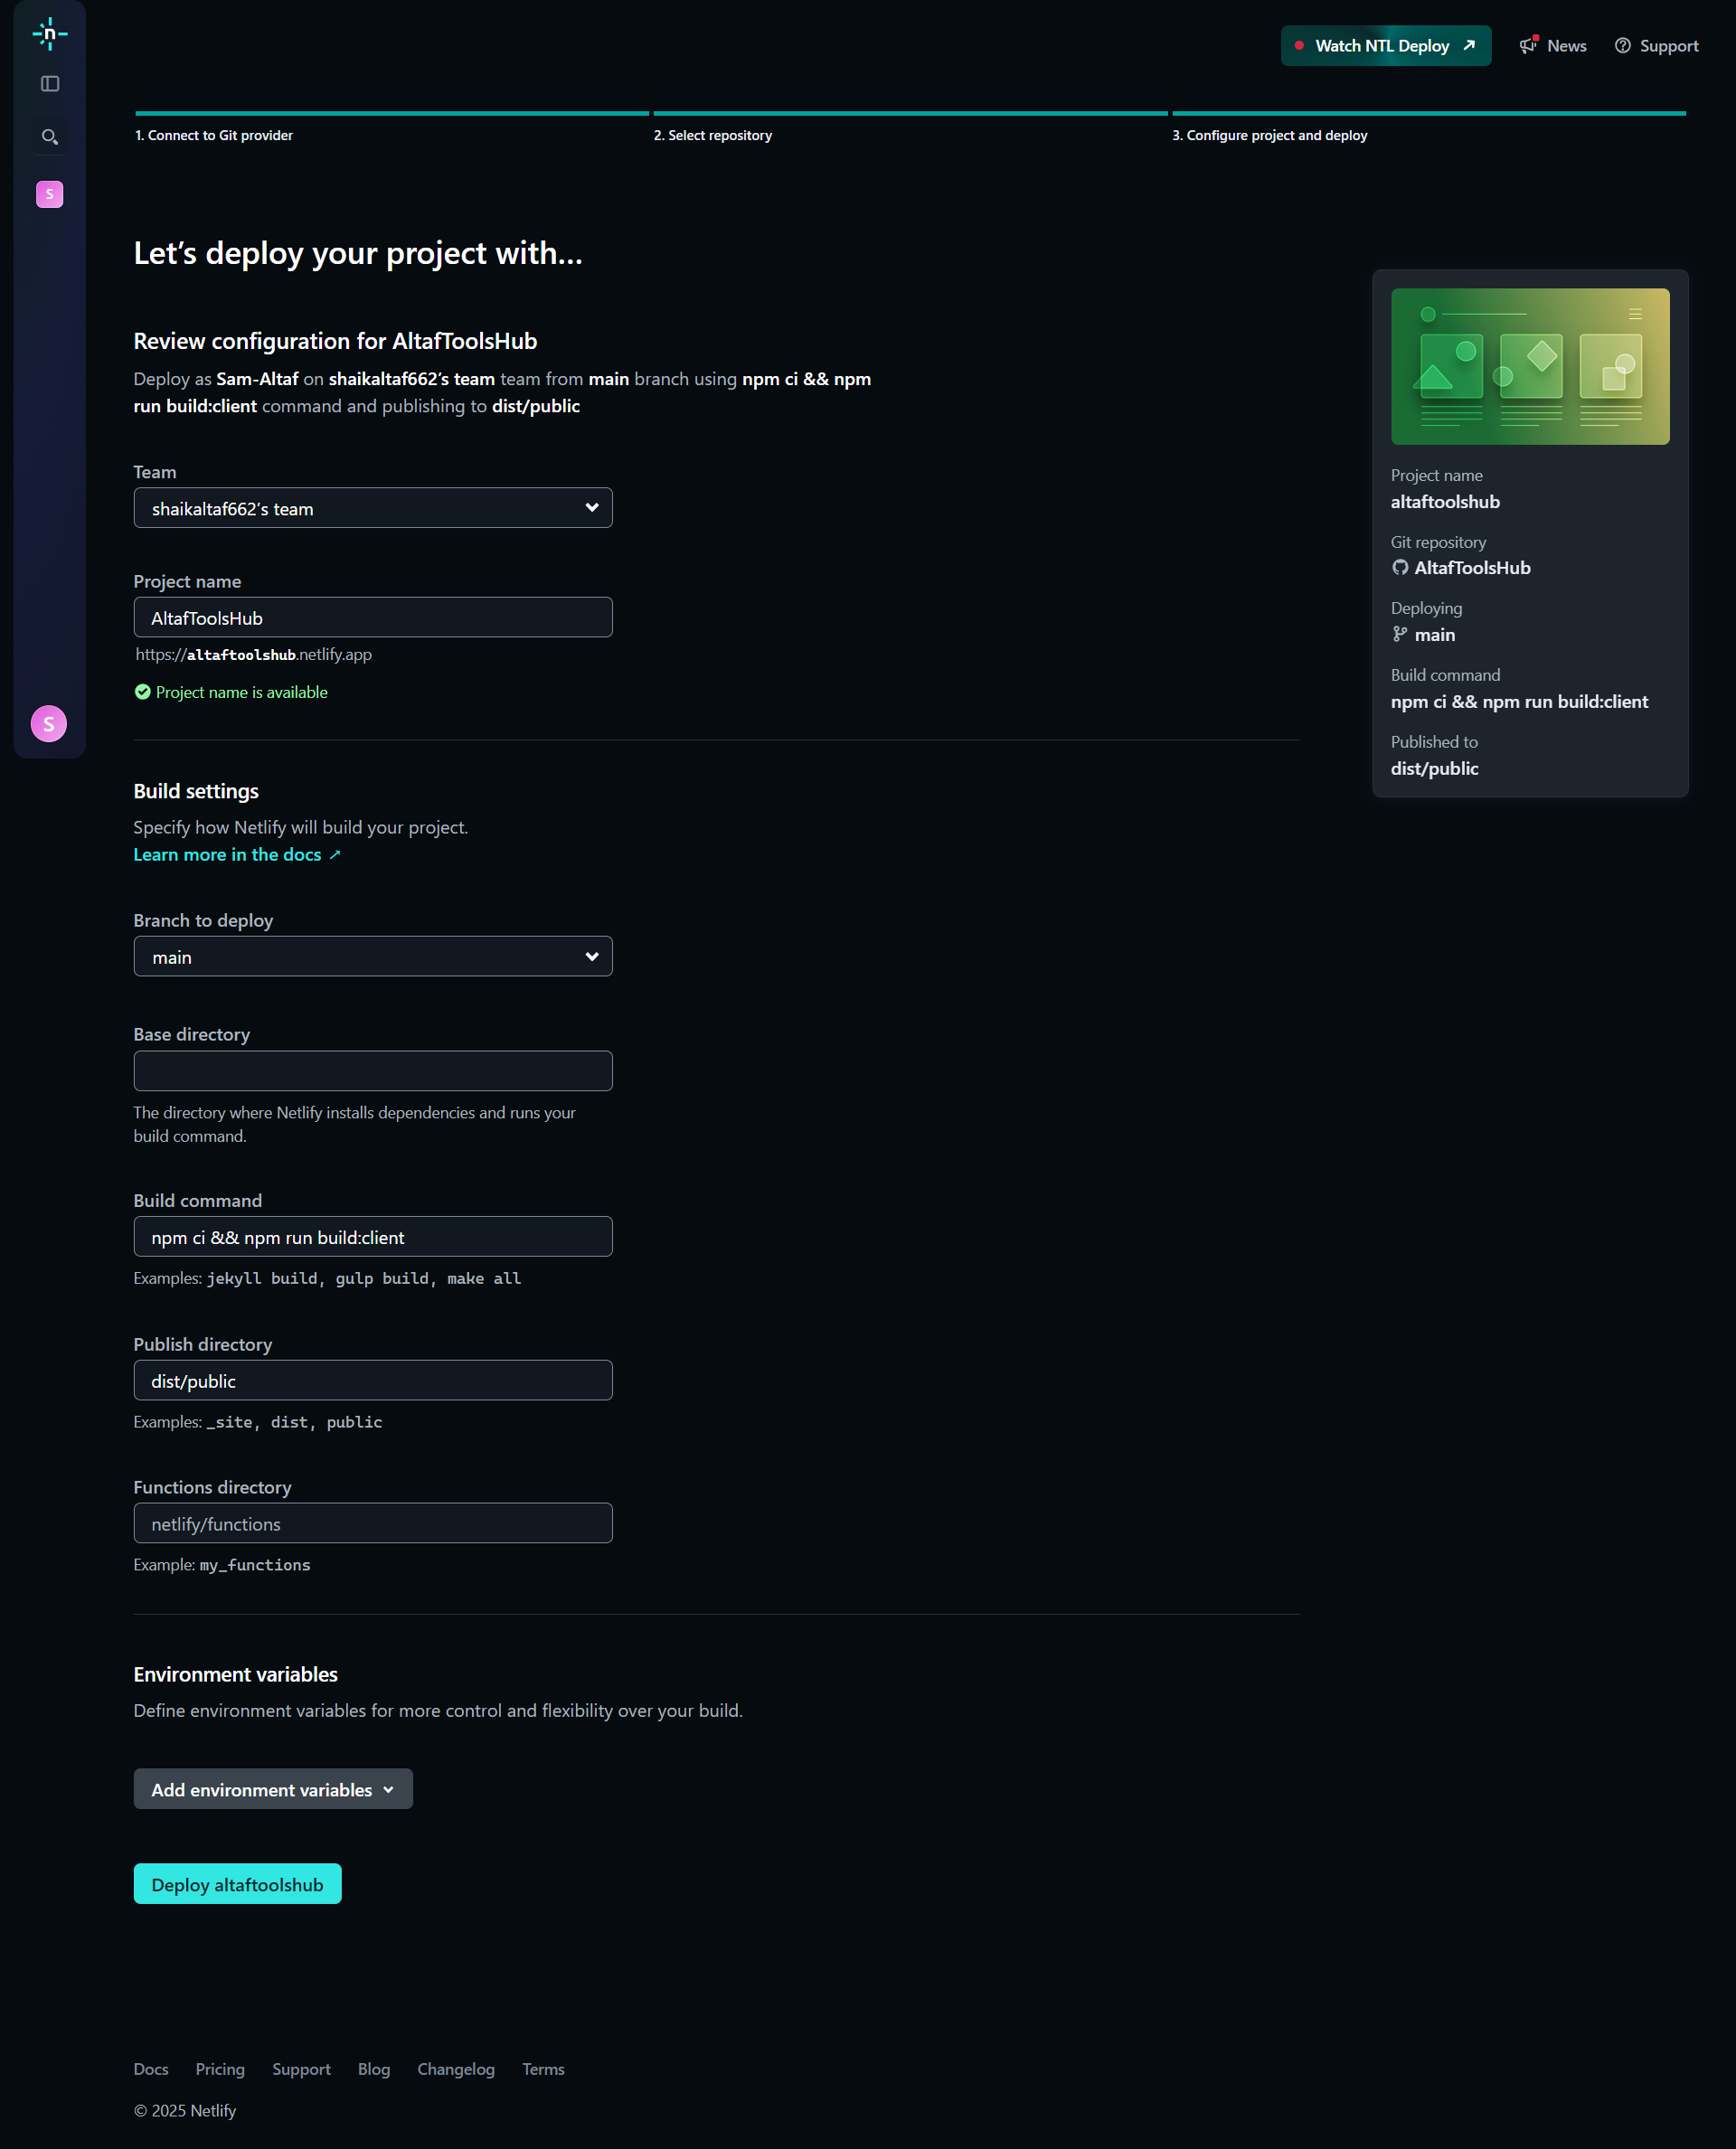 n
Watch NTL Deploy
News
Support
1. Connect to Git provider
2. Select repository
3. Configure project and deploy
S
Let’s deploy your project with…
Review configuration for AltafToolsHub
Deploy as Sam-Altaf on shaikaltaf662’s team team from main branch using npm ci && npm
run build:client command and publishing to dist/public
Team
shaikaltaf662’s team
Project name
AltafToolsHub
https://altaftoolshub.netlify.app
Project name is available
S
Build settings
Specify how Netlify will build your project.
Learn more in the docs ↗
Branch to deploy
main
Base directory
The directory where Netlify installs dependencies and runs your
build command.
Build command
npm ci && npm run build:client
Examples: jekyll build, gulp build, make all
Publish directory
dist/public
Examples: _site, dist, public
Functions directory
netlify/functions
Example: my_functions
Environment variables
Define environment variables for more control and flexibility over your build.
Add environment variables
Deploy altaftoolshub
Project name
altaftoolshub
Git repository
AltafToolsHub
Deploying
main
Build command
npm ci && npm run build:client
Published to
dist/public
Docs
Pricing
Support
Blog
Changelog
Terms
© 2025 Netlify